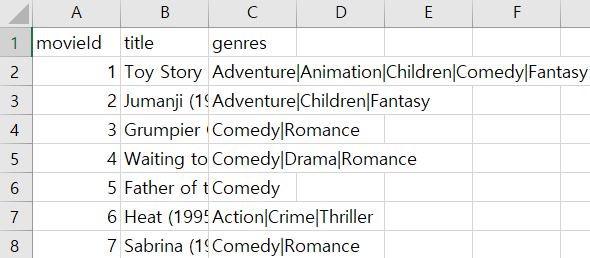 A B C D E F
1 movieId title genres
2 1 Toy Story Adventure|Animation|Children|Comedy|Fantasy
3 2 Jumanji (19 Adventure|Children|Fantasy
4 3 Grumpier Comedy|Romance
5 4 Waiting to Comedy|Drama|Romance
6 5 Father of t Comedy
7 6 Heat (1995 Action|Crime|Thriller
8 7 Sabrina (19 Comedy|Romance